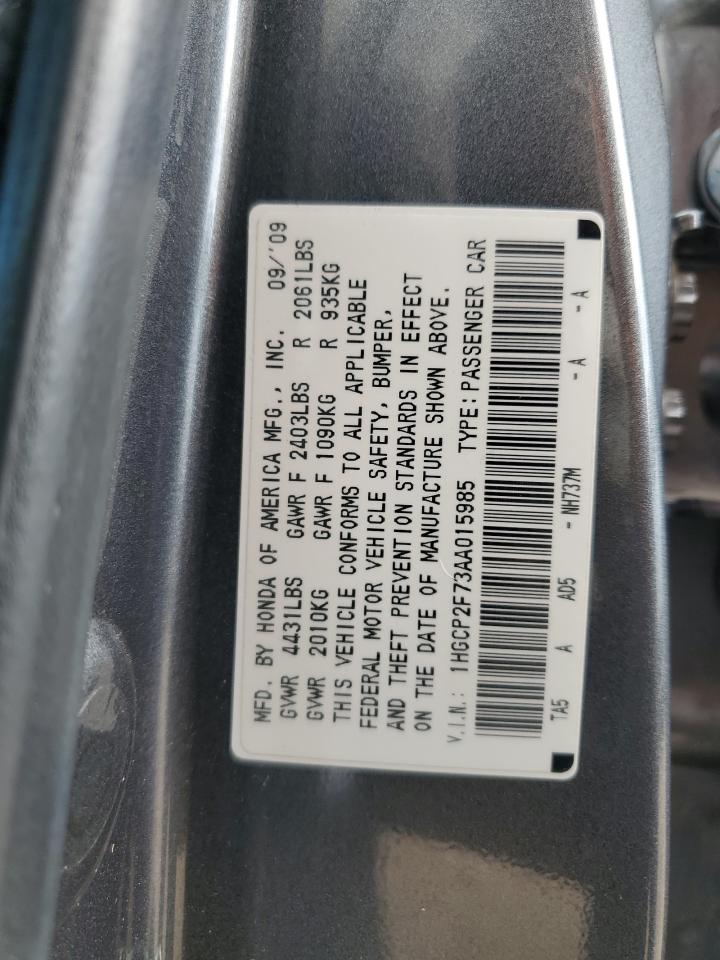 MFD. BY HONDA OF AMERICA MFG., INC. 09/'09
GVWR 4431LBS GAWR F 2403LBS R 2061LBS
GVWR 2010KG GAWR F 1090KG R 935KG
THIS VEHICLE CONFORMS TO ALL APPLICABLE
FEDERAL MOTOR VEHICLE SAFETY, BUMPER,
AND THEFT PREVENTION STANDARDS IN EFFECT
ON THE DATE OF MANUFACTURE SHOWN ABOVE.
V.I.N.: 1HGCP2F73AA015985 TYPE: PASSENGER CAR
TA5 A AD5 - NH737M - A - A